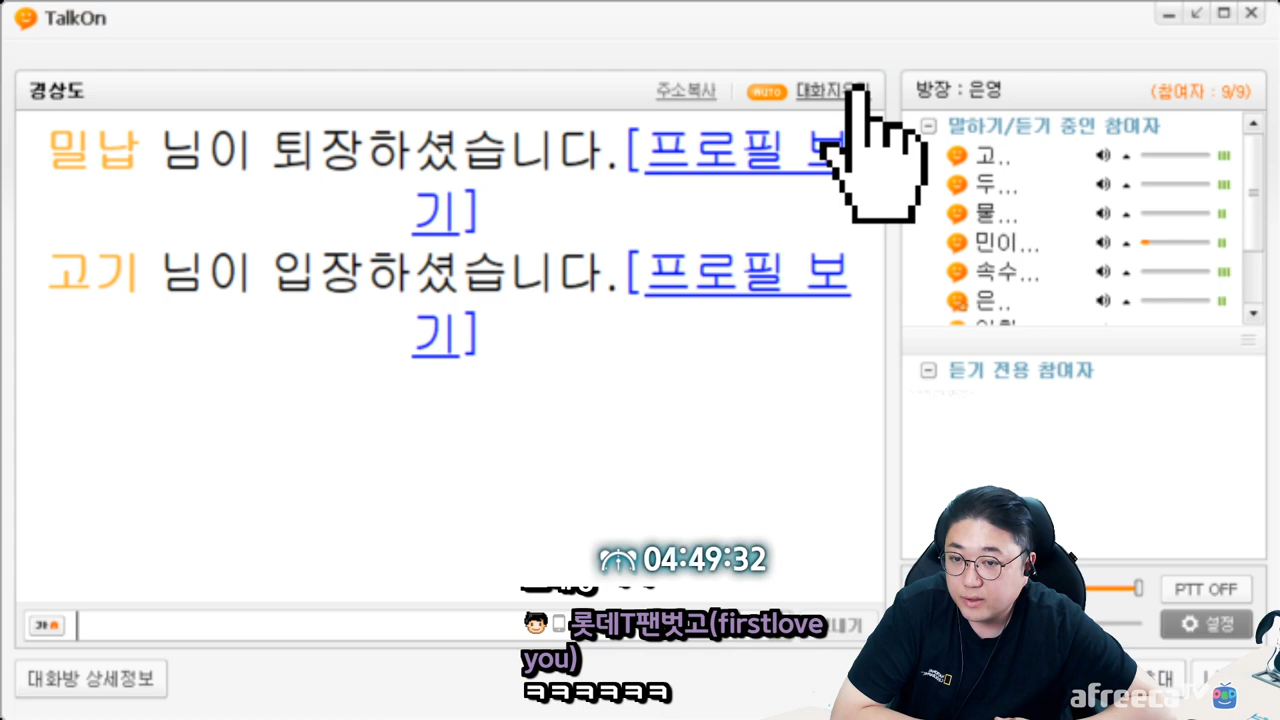 TalkOn
경상도
주소복사
AUTO
방장 : 은영
(참여자 : 9/9)
밀납 님이 퇴장하셨습니다.[프로필 보
기]
고기 님이 입장하셨습니다.[프로필 보
기]
말하기/듣기 중인 참여자
고..
두...
물...
민이...
속수...
은..
듣기 전용 참여자
04:49:32
롯데T팬벗고(firstlove
you)
ㅋㅋㅋㅋㅋㅋ
PTT OFF
설정
대화방 상세정보
afreecaTV